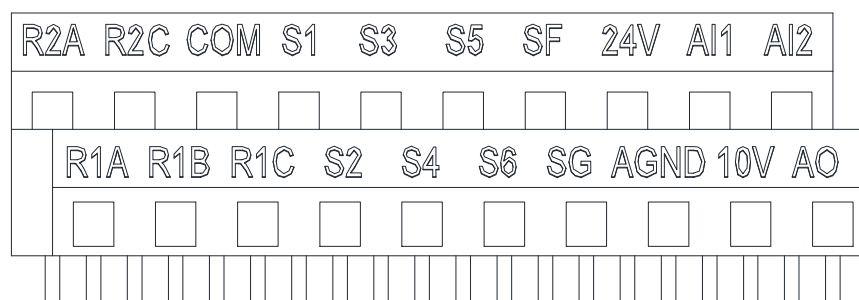 R2A R2C COM S1 S3 S5 SF 24V AI1 AI2
R1A R1B R1C S2 S4 S6 SG AGND 10V AO